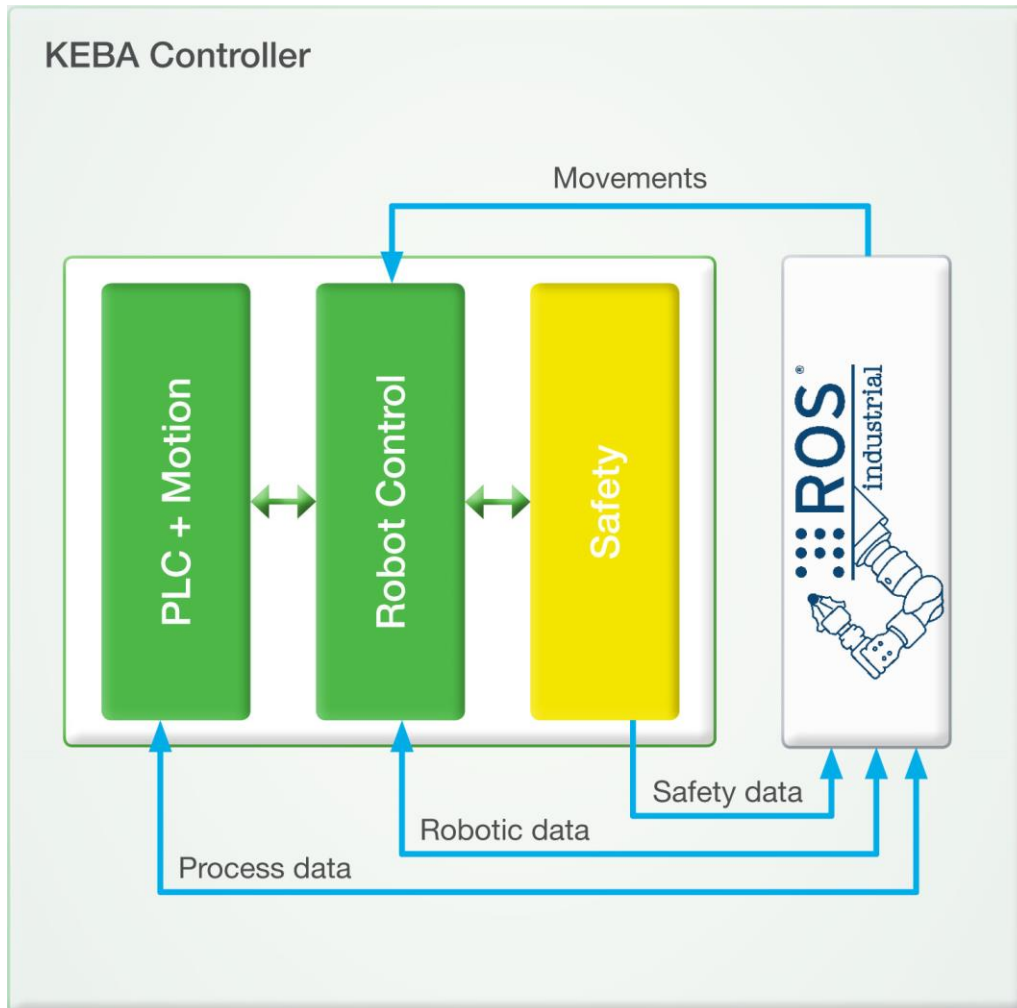 KEBA Controller
Movements
PLC + Motion
Robot Control
Safety
ROS®
industrial
Safety data
Robotic data
Process data